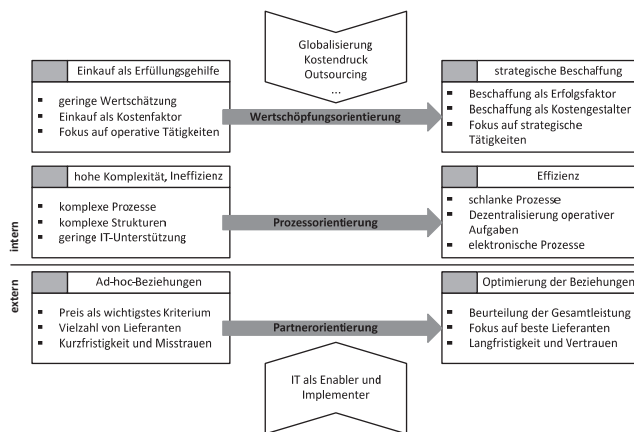 Globalisierung
Kostendruck
Outsourcing
...
Einkauf als Erfüllungsgehilfe
▪ geringe Wertschätzung
▪ Einkauf als Kostenfaktor
▪ Fokus auf operative Tätigkeiten
Wertschöpfungsorientierung
strategische Beschaffung
▪ Beschaffung als Erfolgsfaktor
▪ Beschaffung als Kostengestalter
▪ Fokus auf strategische
Tätigkeiten
intern
hohe Komplexität, Ineffizienz
▪ komplexe Prozesse
▪ komplexe Strukturen
▪ geringe IT-Unterstützung
Prozessorientierung
Effizienz
▪ schlanke Prozesse
▪ Dezentralisierung operativer
Aufgaben
▪ elektronische Prozesse
extern
Ad-hoc-Beziehungen
▪ Preis als wichtigstes Kriterium
▪ Vielzahl von Lieferanten
▪ Kurzfristigkeit und Misstrauen
Partnerorientierung
Optimierung der Beziehungen
▪ Beurteilung der Gesamtleistung
▪ Fokus auf beste Lieferanten
▪ Langfristigkeit und Vertrauen
IT als Enabler und
Implementer